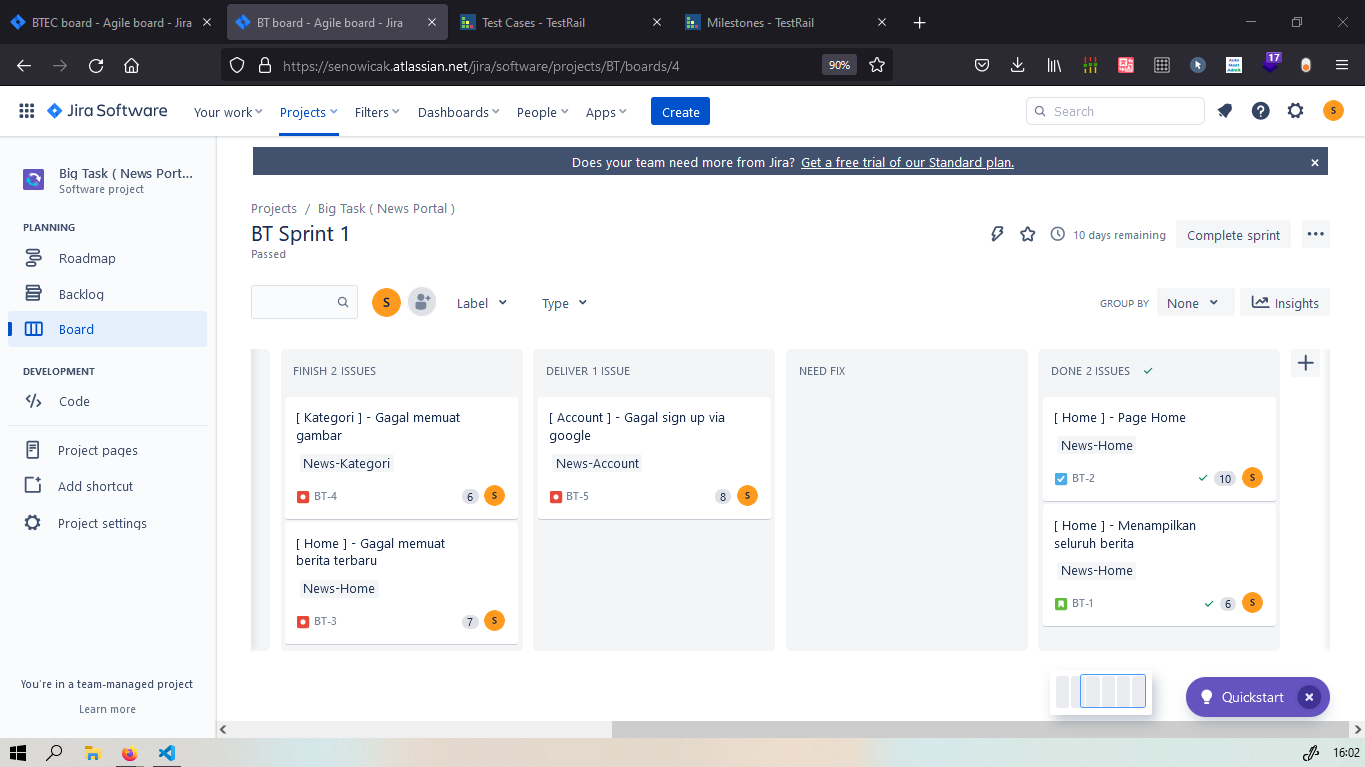 BTEC board - Agile board - Jira
BT board - Agile board - Jira
Test Cases - TestRail
Milestones - TestRail
https://senowicak.atlassian.net/jira/software/projects/BT/boards/4
90%
17
Jira Software
Your work
Projects
Filters
Dashboards
People
Apps
Create
Search
S
Does your team need more from Jira? Get a free trial of our Standard plan.
Big Task ( News Port...
Software project
PLANNING
Roadmap
Backlog
Board
DEVELOPMENT
Code
Project pages
Add shortcut
Project settings
You're in a team-managed project
Learn more
Projects / Big Task ( News Portal )
BT Sprint 1
Passed
10 days remaining
Complete sprint
S
Label
Type
GROUP BY
None
Insights
FINISH 2 ISSUES
[ Kategori ] - Gagal memuat
gambar
News-Kategori
BT-4
6
S
[ Home ] - Gagal memuat
berita terbaru
News-Home
BT-3
7
S
DELIVER 1 ISSUE
[ Account ] - Gagal sign up via
google
News-Account
BT-5
8
S
NEED FIX
DONE 2 ISSUES
[ Home ] - Page Home
News-Home
BT-2
10
S
[ Home ] - Menampilkan
seluruh berita
News-Home
BT-1
6
S
Quickstart
16:02